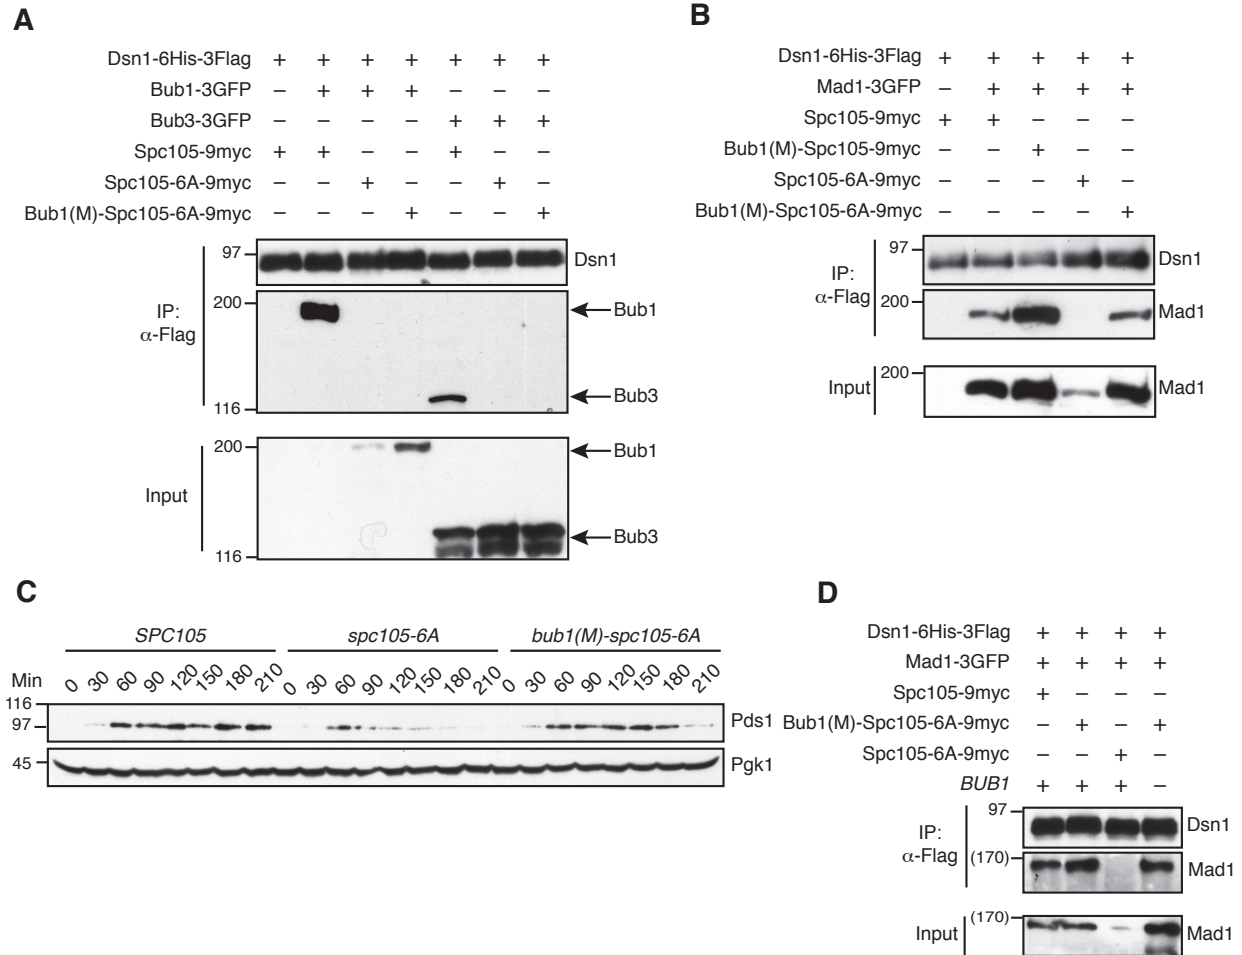 A
Dsn1-6His-3Flag + + + + + + +
Bub1-3GFP – + + + – – –
Bub3-3GFP – – – – + + +
Spc105-9myc + + – – + – –
Spc105-6A-9myc – – + – – + –
Bub1(M)-Spc105-6A-9myc – – – + – – +
IP:
α-Flag
97
Dsn1
200
Bub1
Bub3
116
Input
200
Bub1
Bub3
116
B
Dsn1-6His-3Flag + + + + +
Mad1-3GFP – + + + +
Spc105-9myc + + – – –
Bub1(M)-Spc105-9myc – – + – –
Spc105-6A-9myc – – – + –
Bub1(M)-Spc105-6A-9myc – – – – +
IP:
α-Flag
97
Dsn1
200
Mad1
Input
200
Mad1
C
SPC105 spc105-6A bub1(M)-spc105-6A
Min 0 30 60 90 120 150 180 210 0 30 60 90 120 150 180 210 0 30 60 90 120 150 180 210
116
97
Pds1
45
Pgk1
D
Dsn1-6His-3Flag + + + +
Mad1-3GFP + + + +
Spc105-9myc + – – –
Bub1(M)-Spc105-6A-9myc – + – +
Spc105-6A-9myc – – + –
BUB1 + + + –
IP:
α-Flag
97
Dsn1
(170)
Mad1
Input
(170)
Mad1